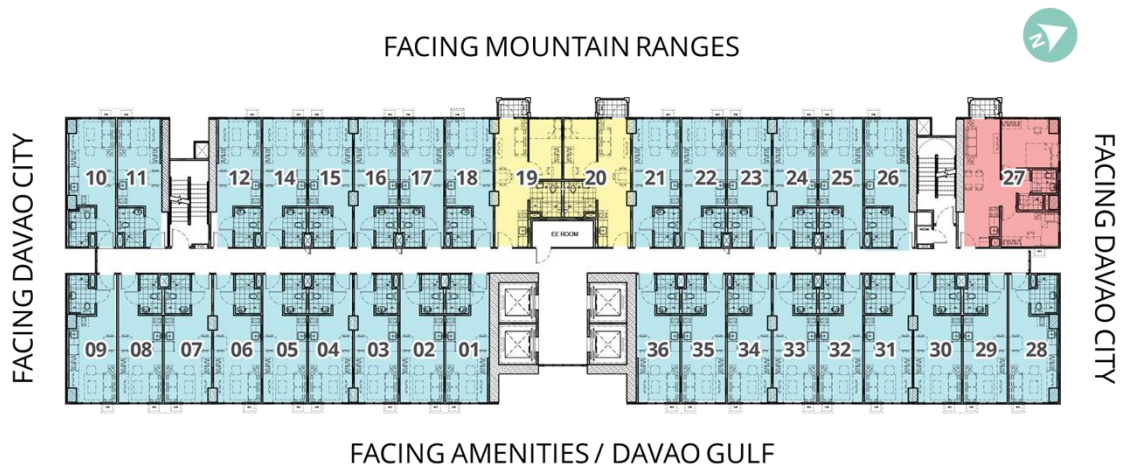 N
FACING MOUNTAIN RANGES
FACING DAVAO CITY
10 11 12 14 15 16 17 18 19 20 21 22 23 24 25 26 27
EE ROOM
FACING DAVAO CITY
09 08 07 06 05 04 03 02 01 36 35 34 33 32 31 30 29 28
FACING AMENITIES / DAVAO GULF